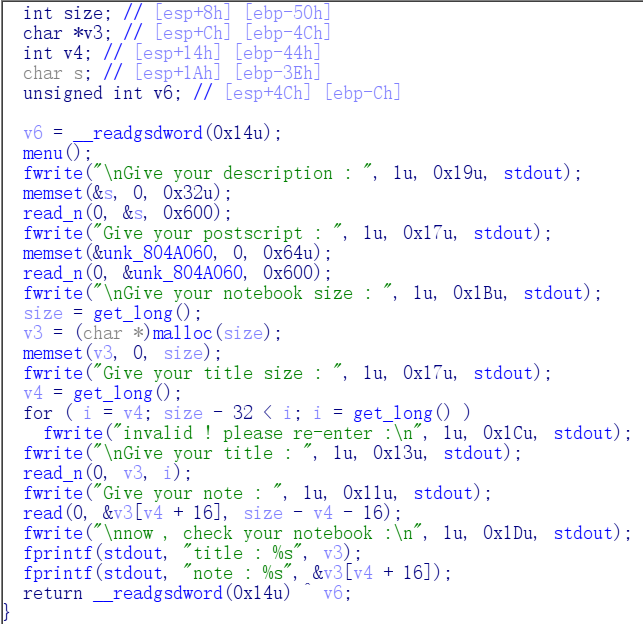 int size; // [esp+8h] [ebp-50h]
char *v3; // [esp+Ch] [ebp-4Ch]
int v4; // [esp+14h] [ebp-44h]
char s; // [esp+1Ah] [ebp-3Eh]
unsigned int v6; // [esp+4Ch] [ebp-Ch]
v6 = __readgsdword(0x14u);
menu();
fwrite("\nGive your description : ", 1u, 0x19u, stdout);
memset(&s, 0, 0x32u);
read_n(0, &s, 0x600);
fwrite("Give your postscript : ", 1u, 0x17u, stdout);
memset(&unk_804A060, 0, 0x64u);
read_n(0, &unk_804A060, 0x600);
fwrite("\nGive your notebook size : ", 1u, 0x1Bu, stdout);
size = get_long();
v3 = (char *)malloc(size);
memset(v3, 0, size);
fwrite("Give your title size : ", 1u, 0x17u, stdout);
v4 = get_long();
for ( i = v4; size - 32 < i; i = get_long() )
fwrite("invalid ! please re-enter :\n", 1u, 0x1Cu, stdout);
fwrite("\nGive your title : ", 1u, 0x13u, stdout);
read_n(0, v3, i);
fwrite("Give your note : ", 1u, 0x11u, stdout);
read(0, &v3[v4 + 16], size - v4 - 16);
fwrite("\nnow , check your notebook :\n", 1u, 0x1Du, stdout);
fprintf(stdout, "title : %s", v3);
fprintf(stdout, "note : %s", &v3[v4 + 16]);
return __readgsdword(0x14u) ^ v6;
}